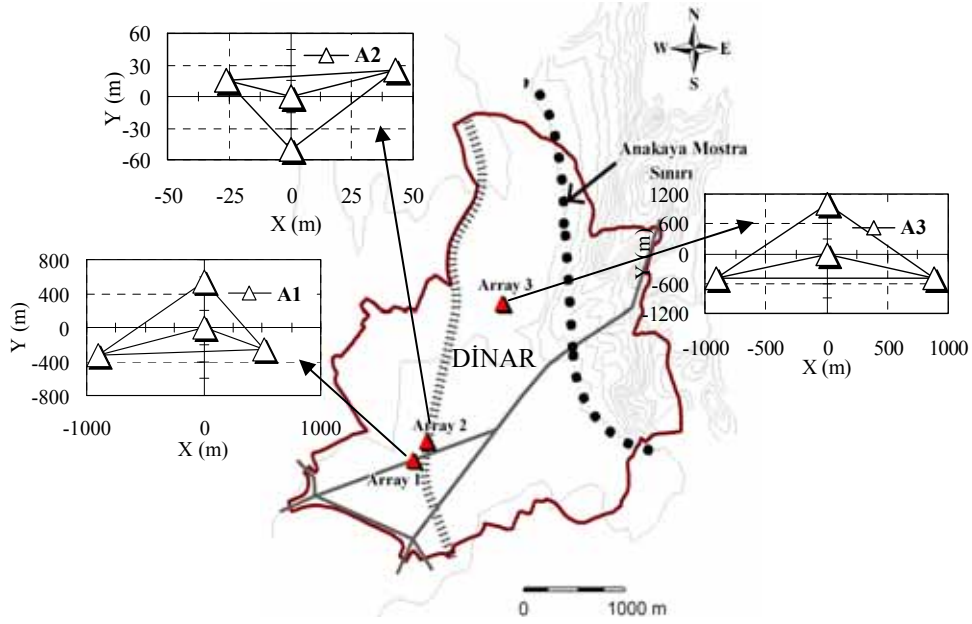 60
30
0
-30
-60
Y (m)
A2
-50
-25
0
25
50
X (m)
N
W
E
S
Anakaya Mostra
Sınırı
1200
600
0
-600
-1200
Y (m)
A3
-1000
-500
0
500
1000
X (m)
800
400
0
-400
-800
Y (m)
A1
-1000
0
1000
X (m)
Array 3
DİNAR
Array 2
Array 1
0
1000 m